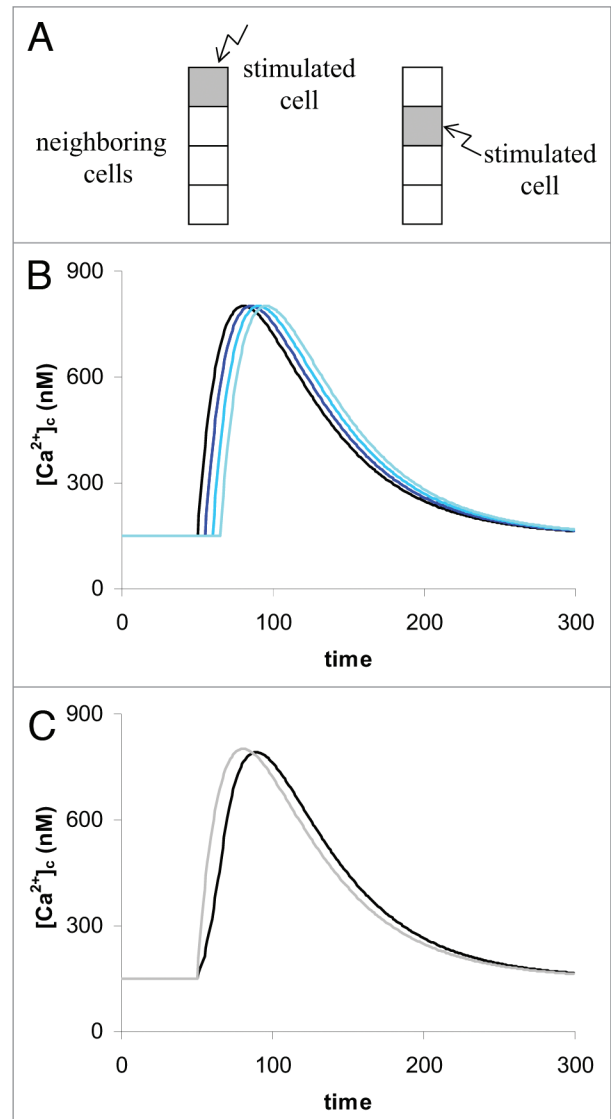 A
stimulated
cell
neighboring
cells
stimulated
cell
B
900
600
300
0
[Ca²⁺]c (nM)
0 100 200 300
time
C
900
600
300
0
[Ca²⁺]c (nM)
0 100 200 300
time